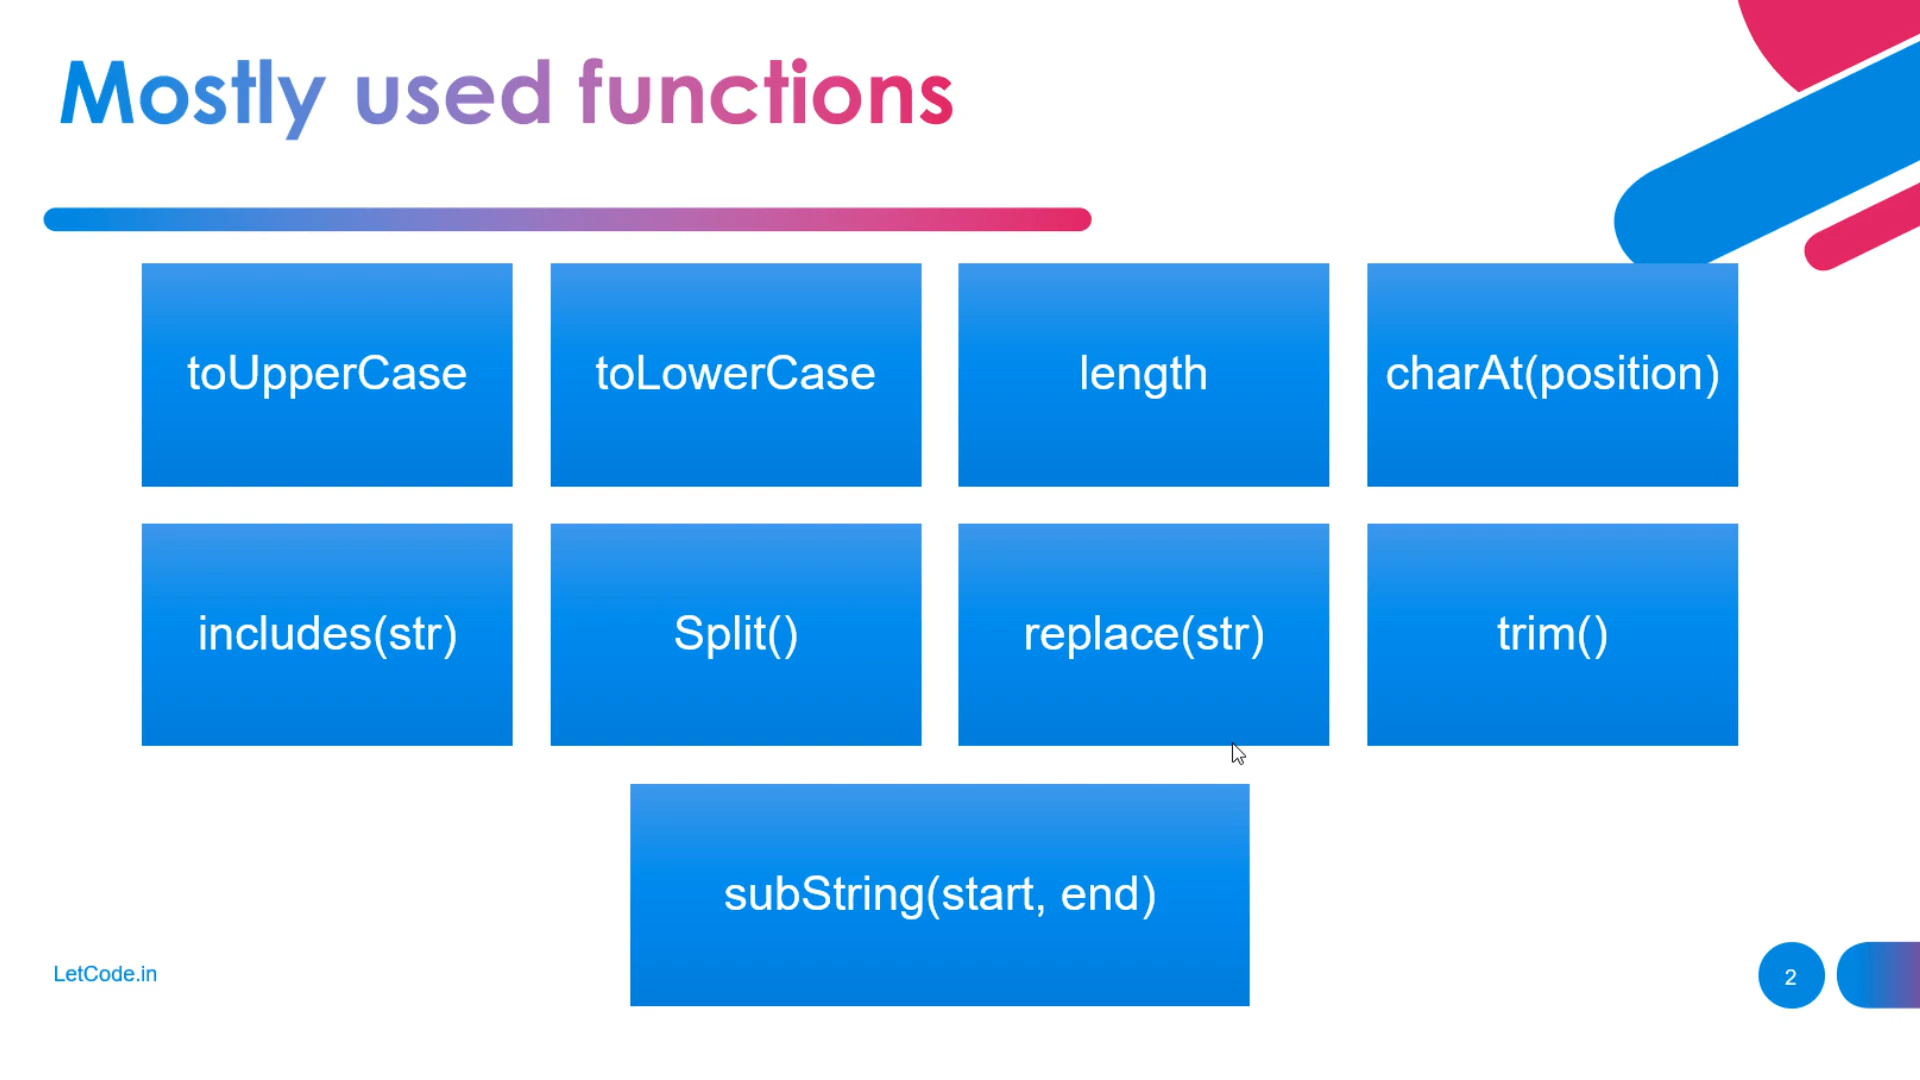 Mostly used functions
toUpperCase
toLowerCase
length
charAt(position)
includes(str)
Split()
replace(str)
trim()
subString(start, end)
LetCode.in
2